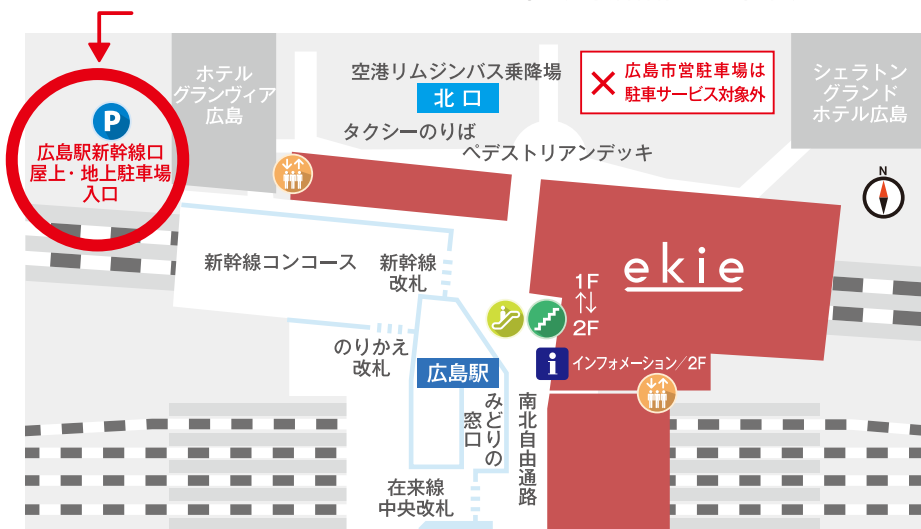 ホテル
グランヴィア
広島
空港リムジンバス乗降場
北口
タクシーのりば
ペデストリアンデッキ
広島市営駐車場は
駐車サービス対象外
シェラトン
グランド
ホテル広島
P
広島駅新幹線口
屋上・地上駐車場
入口
N
新幹線コンコース
新幹線
改札
ekie
1F
2F
のりかえ
改札
広島駅
i
インフォメーション/2F
みどりの
窓口
南北自由通路
在来線
中央改札